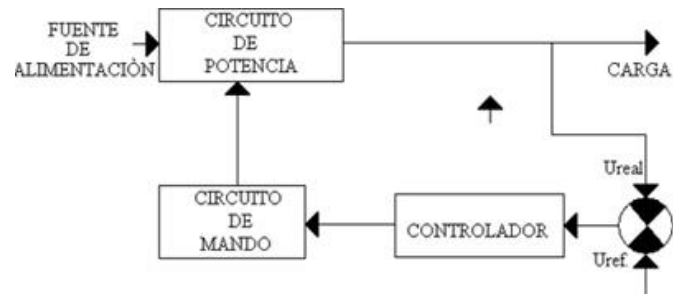 FUENTE
DE
ALIMENTACIÒN
CIRCUITO
DE
POTENCIA
CARGA
Ureal
CIRCUITO
DE
MANDO
CONTROLADOR
Uref.